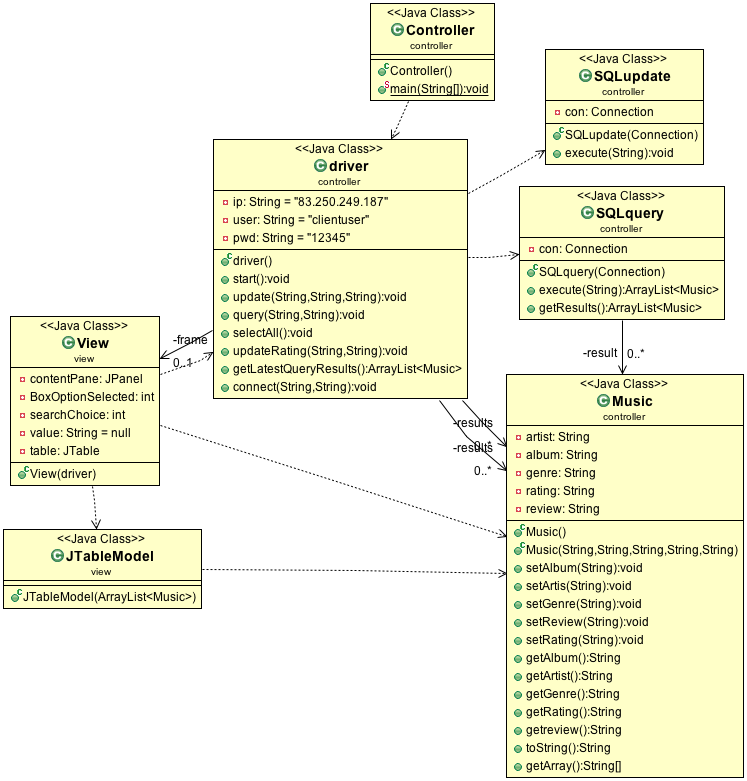 <<Java Class>>
Controller
controller
Controller()
main(String[]):void
<<Java Class>>
SQLupdate
controller
con: Connection
SQLupdate(Connection)
execute(String):void
<<Java Class>>
driver
controller
ip: String = "83.250.249.187"
user: String = "clientuser"
pwd: String = "12345"
driver()
start():void
update(String,String,String):void
query(String,String):void
selectAll():void
updateRating(String,String):void
getLatestQueryResults():ArrayList<Music>
connect(String,String):void
<<Java Class>>
SQLquery
controller
con: Connection
SQLquery(Connection)
execute(String):ArrayList<Music>
getResults():ArrayList<Music>
-frame
0..1
-result 0..*
<<Java Class>>
View
view
contentPane: JPanel
BoxOptionSelected: int
searchChoice: int
value: String = null
table: JTable
View(driver)
-results
0..*
-results
0..*
<<Java Class>>
Music
controller
artist: String
album: String
genre: String
rating: String
review: String
Music()
Music(String,String,String,String,String)
setAlbum(String):void
setArtis(String):void
setGenre(String):void
setReview(String):void
setRating(String):void
getAlbum():String
getArtist():String
getGenre():String
getRating():String
getreview():String
toString():String
getArray():String[]
<<Java Class>>
JTableModel
view
JTableModel(ArrayList<Music>)